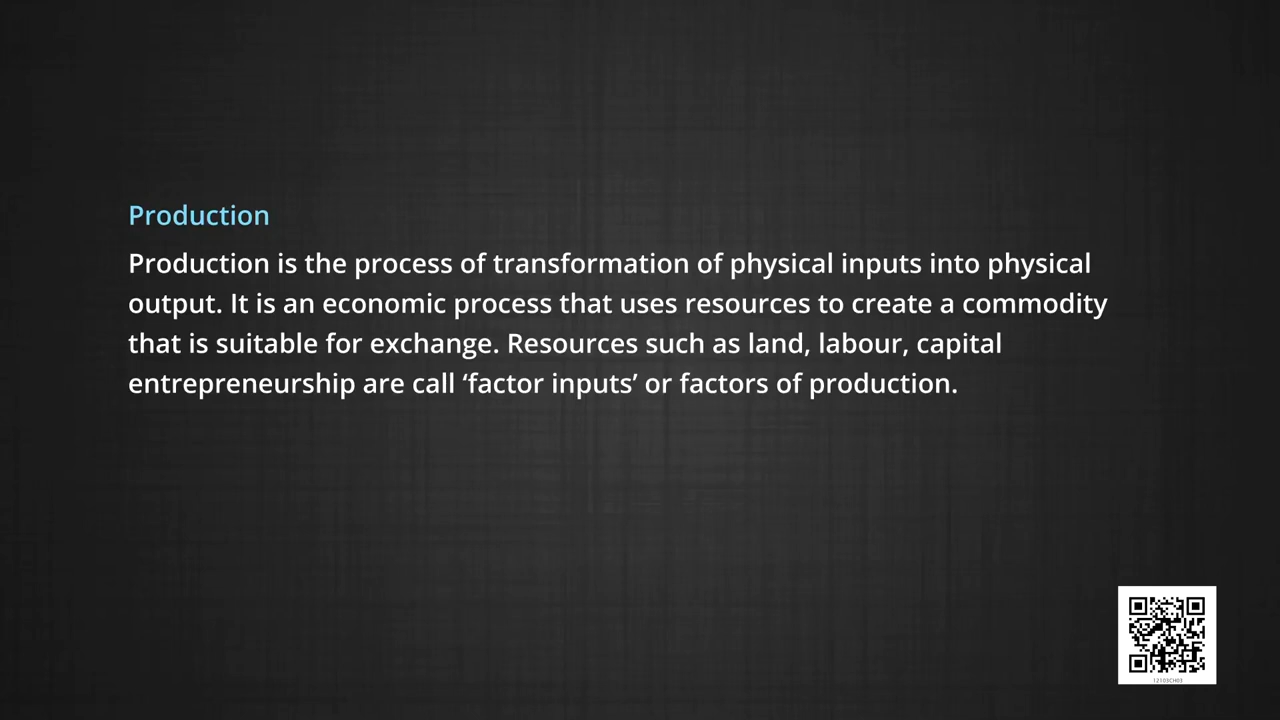 Production
Production is the process of transformation of physical inputs into physical
output. It is an economic process that uses resources to create a commodity
that is suitable for exchange. Resources such as land, labour, capital
entrepreneurship are call ‘factor inputs’ or factors of production.
12103CH03